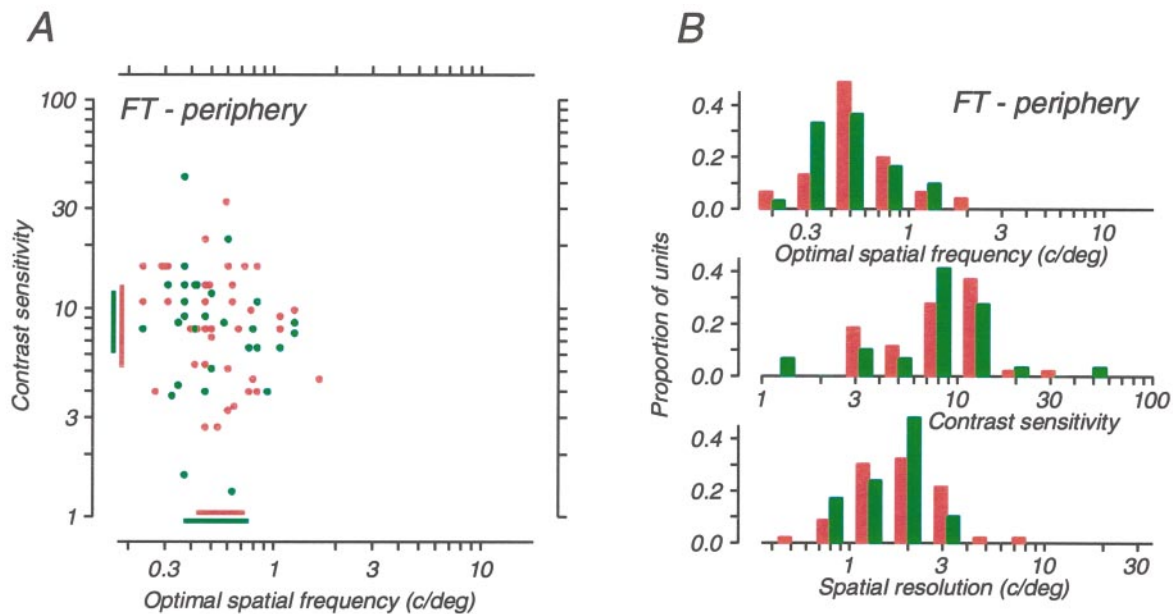 A
FT - periphery
Contrast sensitivity
100
30
10
3
1
0.3 1 3 10
Optimal spatial frequency (c/deg)
B
FT - periphery
Proportion of units
0.4
0.2
0.0
0.3 1 3 10
Optimal spatial frequency (c/deg)
0.4
0.2
0.0
1 3 10 30 100
Contrast sensitivity
0.4
0.2
0.0
1 3 10 30
Spatial resolution (c/deg)